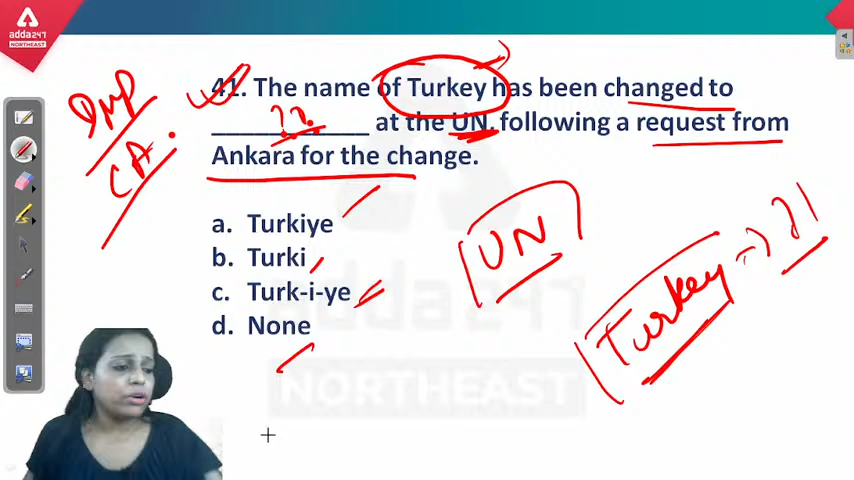 adda247
NORTHEAST
Imp
CA.
41. The name of Turkey has been changed to
____________ at the UN, following a request from
??
Ankara for the change.
a. Turkiye
b. Turki
c. Turk-i-ye
d. None
UN
Turkey
adda247
NORTHEAST